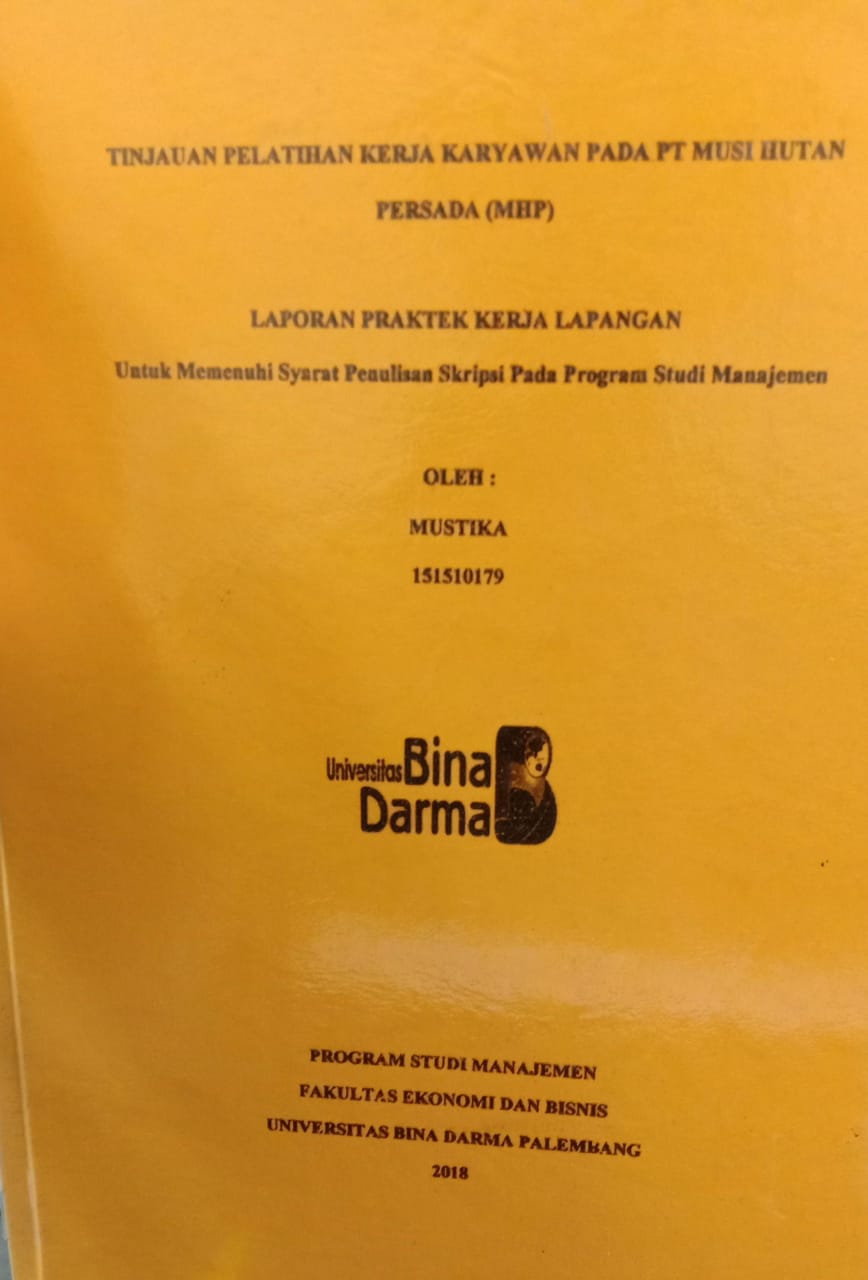 TINJAUAN PELATIHAN KERJA KARYAWAN PADA PT MUSI HUTAN
PERSADA (MHP)
LAPORAN PRAKTEK KERJA LAPANGAN
Untuk Memenuhi Syarat Penulisan Skripsi Pada Program Studi Manajemen
OLEH :
MUSTIKA
151510179
Universitas Bina
Darma
PROGRAM STUDI MANAJEMEN
FAKULTAS EKONOMI DAN BISNIS
UNIVERSITAS BINA DARMA PALEMBANG
2018